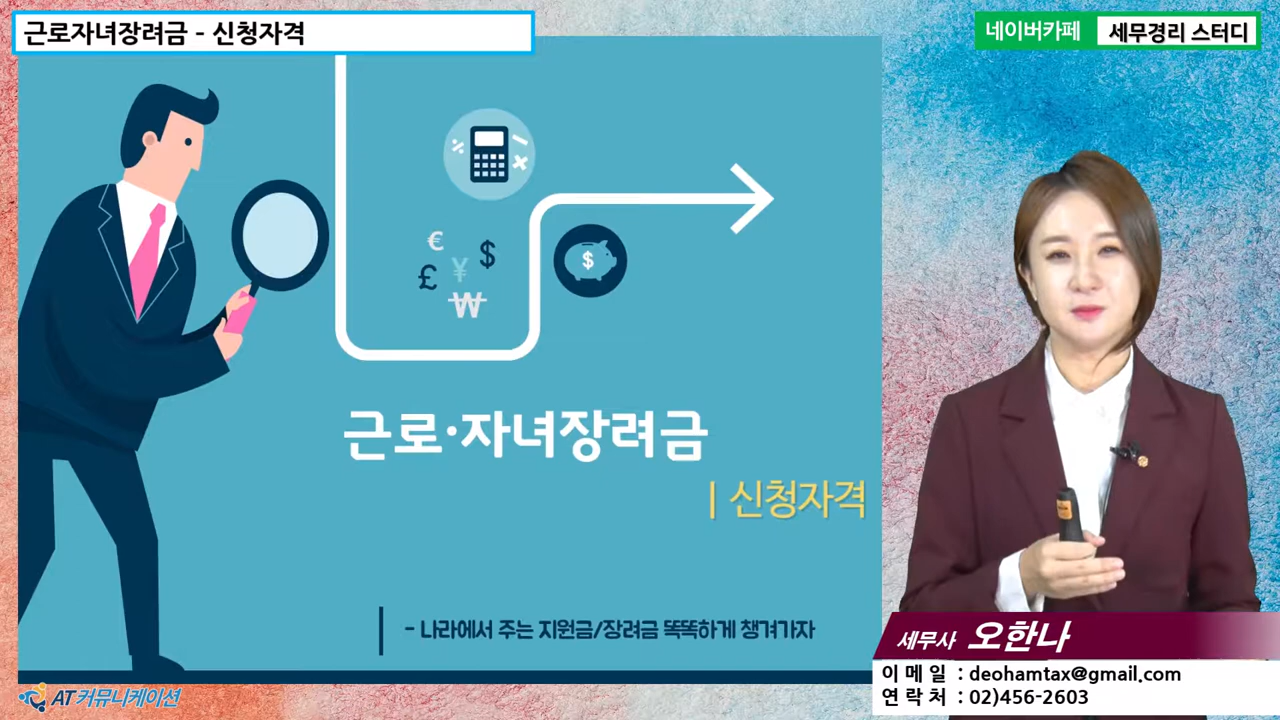 근로자녀장려금 - 신청자격
네이버카페 세무경리 스터디
€
$
£
¥
₩
$
근로·자녀장려금
| 신청자격
- 나라에서 주는 지원금/장려금 똑똑하게 챙겨가자
세무사 오한나
이 메 일 : deohamtax@gmail.com
연 락 처 : 02)456-2603
AT커뮤니케이션